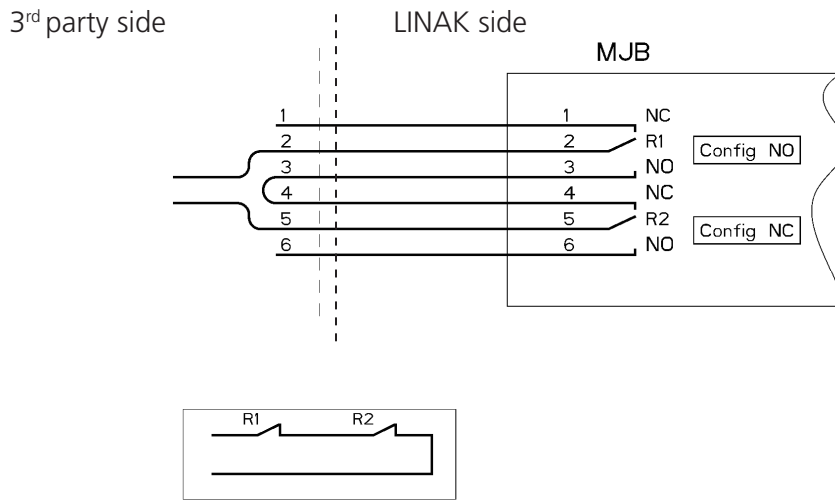 3rd party side
LINAK side
MJB
1 1 NC
2 2 R1
Config NO
3 3 NO
4 4 NC
5 5 R2
Config NC
6 6 NO
R1 R2